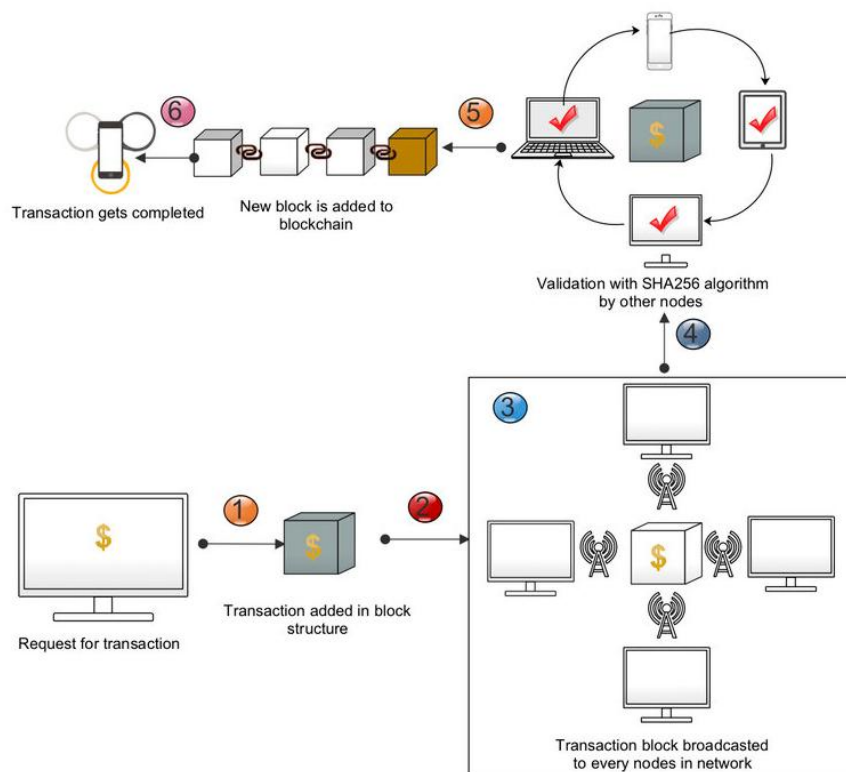 6
5
Transaction gets completed
New block is added to
blockchain
$
Validation with SHA256 algorithm
by other nodes
4
3
1
2
$
$
$
Request for transaction
Transaction added in block
structure
Transaction block broadcasted
to every nodes in network